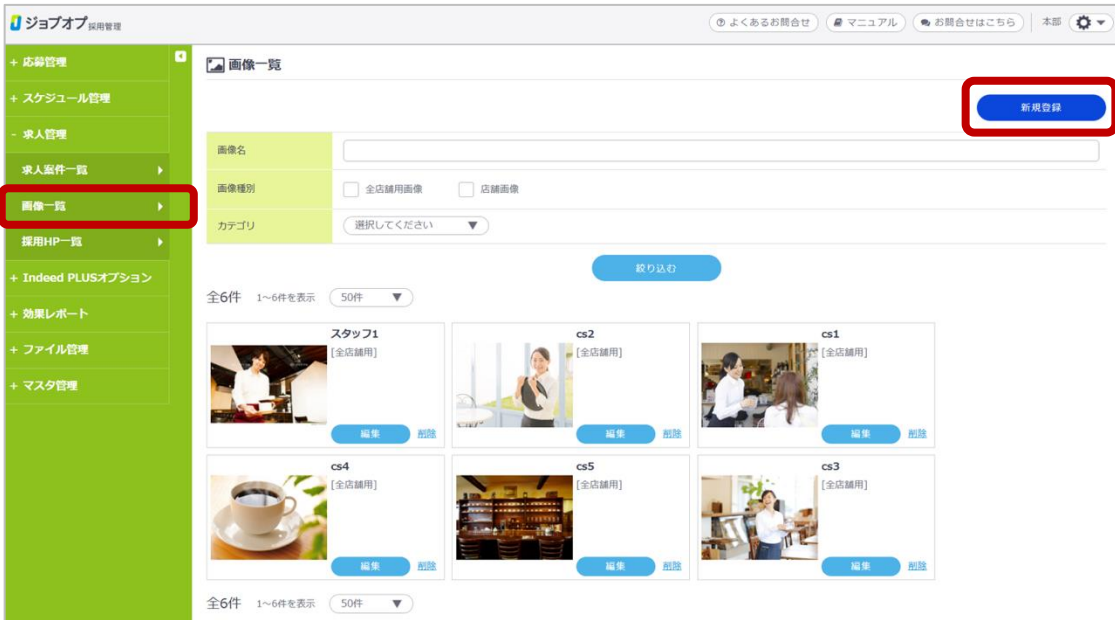 ジョブオプ 採用管理
よくあるお問合せ
マニュアル
お問合せはこちら
本部
+ 応募管理
+ スケジュール管理
- 求人管理
求人案件一覧
画像一覧
採用HP一覧
+ Indeed PLUSオプション
+ 効果レポート
+ ファイル管理
+ マスタ管理
画像一覧
新規登録
画像名
画像種別 全店舗用画像 店舗画像
カテゴリ 選択してください ▼
絞り込む
全6件 1～6件を表示 50件 ▼
スタッフ1
[全店舗用]
編集 削除
cs2
[全店舗用]
編集 削除
cs1
[全店舗用]
編集 削除
cs4
[全店舗用]
編集 削除
cs5
[全店舗用]
編集 削除
cs3
[全店舗用]
編集 削除
全6件 1～6件を表示 50件 ▼